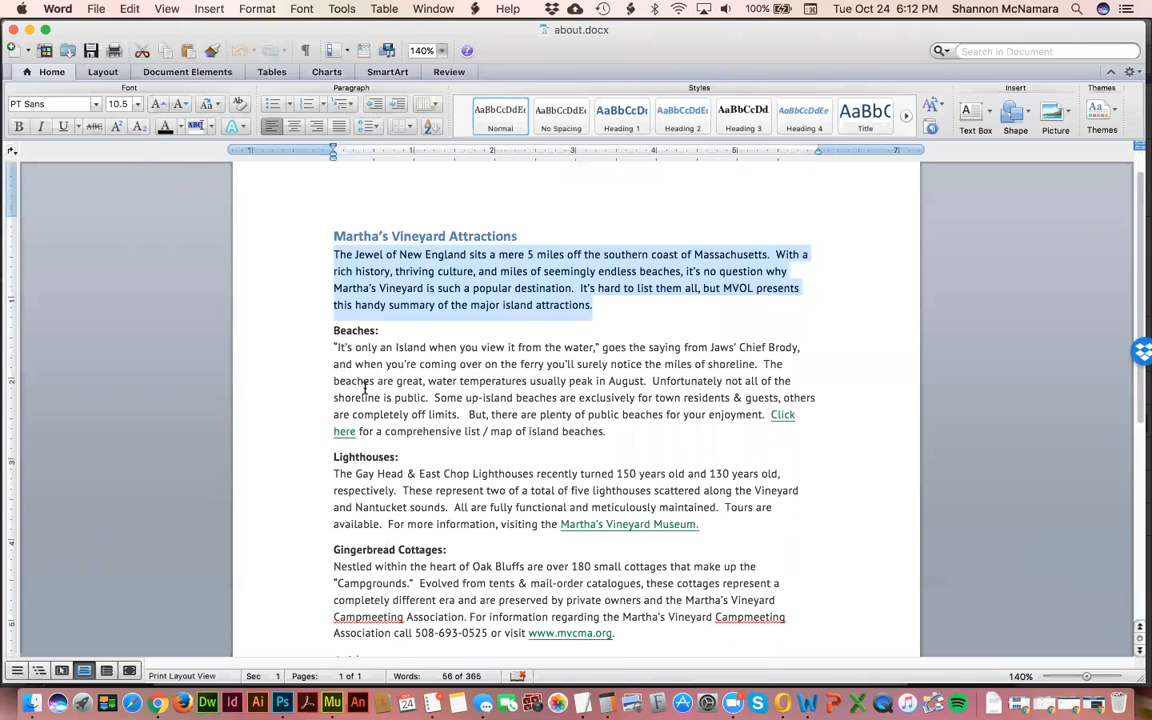 Word File Edit View Insert Format Font Tools Table Window Help 100% Tue Oct 24 6:12 PM Shannon McNamara
about.docx
140% Search in Document
Home Layout Document Elements Tables Charts SmartArt Review
Font Paragraph Styles Insert Themes
PT Sans 10.5 AaBbCcDdEe AaBbCcDdEe AaBbCcDc AaBbCcDdEe AaBbCcDd AaBbCcDdEe AaBbC
Normal No Spacing Heading 1 Heading 2 Heading 3 Heading 4 Title Text Box Shape Picture Themes
Martha’s Vineyard Attractions
The Jewel of New England sits a mere 5 miles off the southern coast of Massachusetts. With a
rich history, thriving culture, and miles of seemingly endless beaches, it’s no question why
Martha’s Vineyard is such a popular destination. It’s hard to list them all, but MVOL presents
this handy summary of the major island attractions.
Beaches:
“It’s only an Island when you view it from the water,” goes the saying from Jaws’ Chief Brody,
and when you’re coming over on the ferry you’ll surely notice the miles of shoreline. The
beaches are great, water temperatures usually peak in August. Unfortunately not all of the
shoreline is public. Some up-island beaches are exclusively for town residents & guests, others
are completely off limits. But, there are plenty of public beaches for your enjoyment. Click
here for a comprehensive list / map of island beaches.
Lighthouses:
The Gay Head & East Chop Lighthouses recently turned 150 years old and 130 years old,
respectively. These represent two of a total of five lighthouses scattered along the Vineyard
and Nantucket sounds. All are fully functional and meticulously maintained. Tours are
available. For more information, visiting the Martha’s Vineyard Museum.
Gingerbread Cottages:
Nestled within the heart of Oak Bluffs are over 180 small cottages that make up the
“Campgrounds.” Evolved from tents & mail-order catalogues, these cottages represent a
completely different era and are preserved by private owners and the Martha’s Vineyard
Campmeeting Association. For information regarding the Martha’s Vineyard Campmeeting
Association call 508-693-0525 or visit www.mvcma.org.
Print Layout View Sec 1 Pages: 1 of 1 Words: 56 of 365 140%